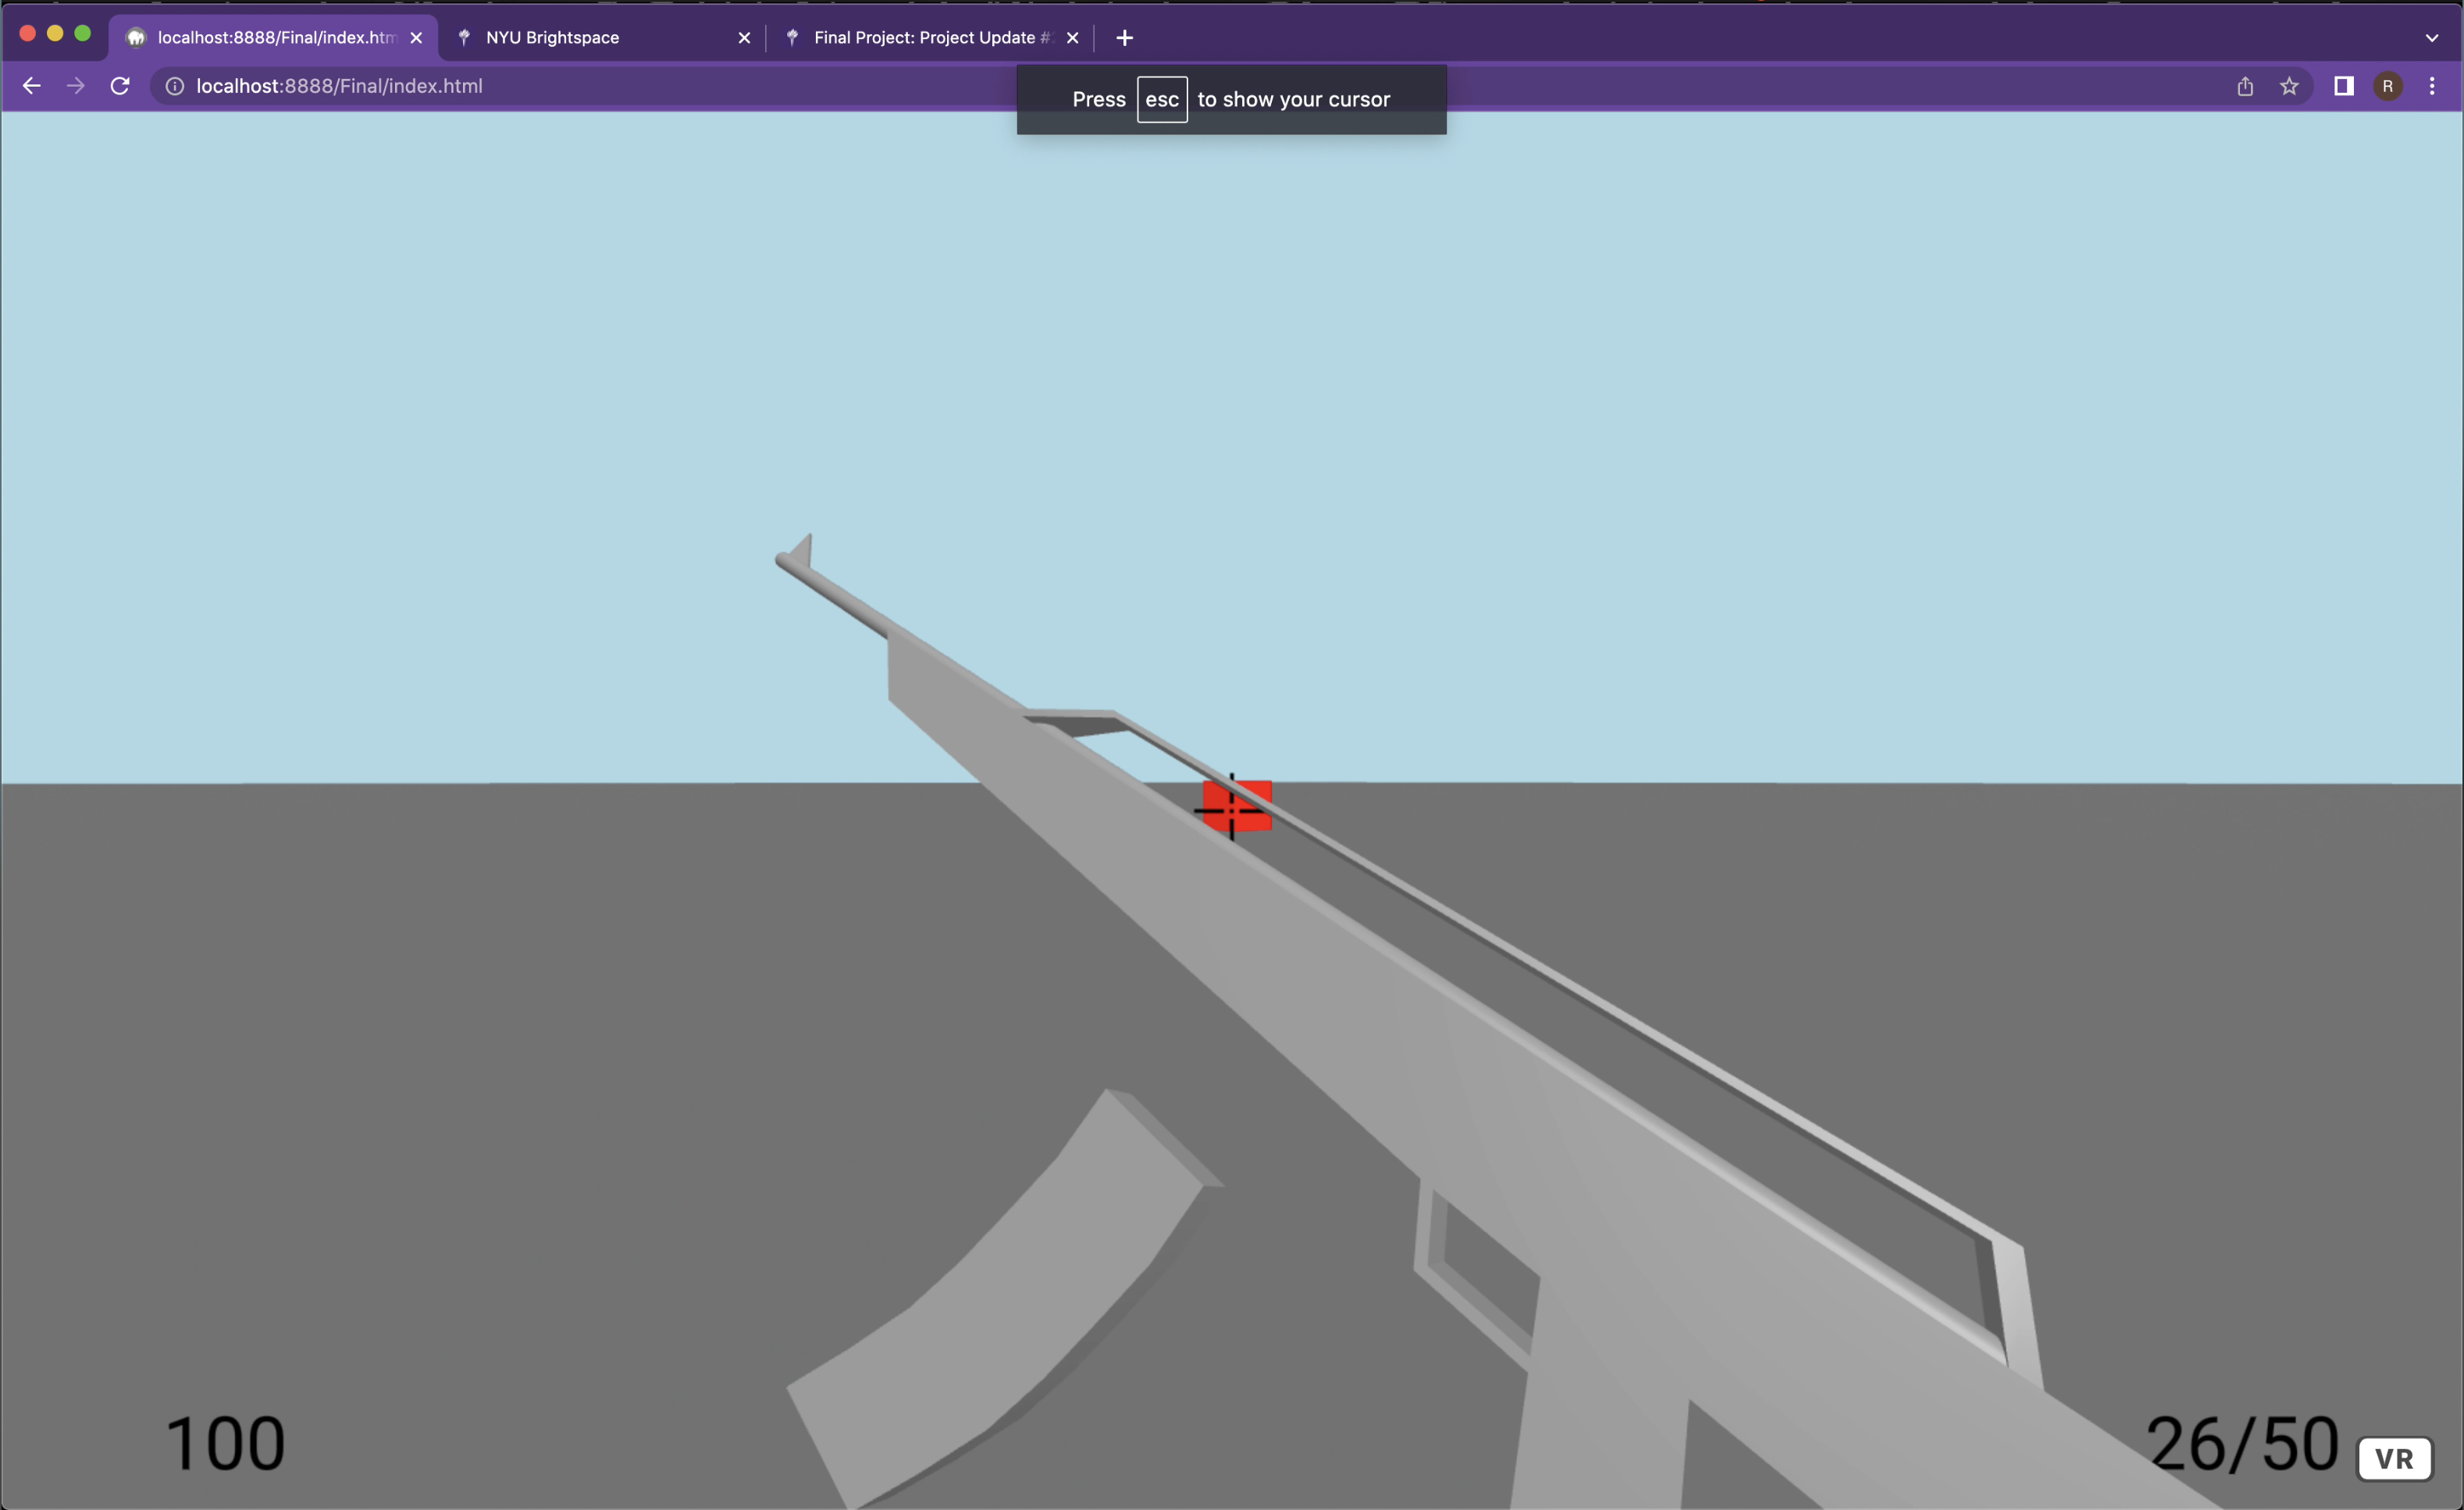 localhost:8888/Final/index.htm
NYU Brightspace
Final Project: Project Update #
localhost:8888/Final/index.html
Press esc to show your cursor
R
100
26/50
VR